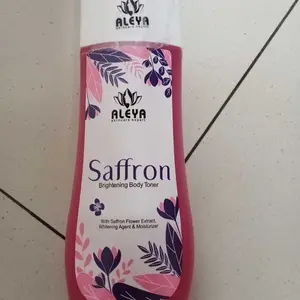 ALEYA
ALEYA
Saffron
Brightening Body Toner
With Saffron Flower Extract,
Whitening Agent & Moisturizer